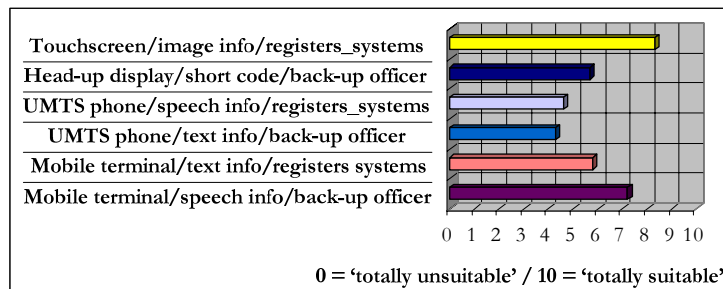 Touchscreen/image info/registers_systems
Head-up display/short code/back-up officer
UMTS phone/speech info/registers_systems
UMTS phone/text info/back-up officer
Mobile terminal/text info/registers systems
Mobile terminal/speech info/back-up officer
0 1 2 3 4 5 6 7 8 9 10
0 = ‘totally unsuitable’ / 10 = ‘totally suitable’